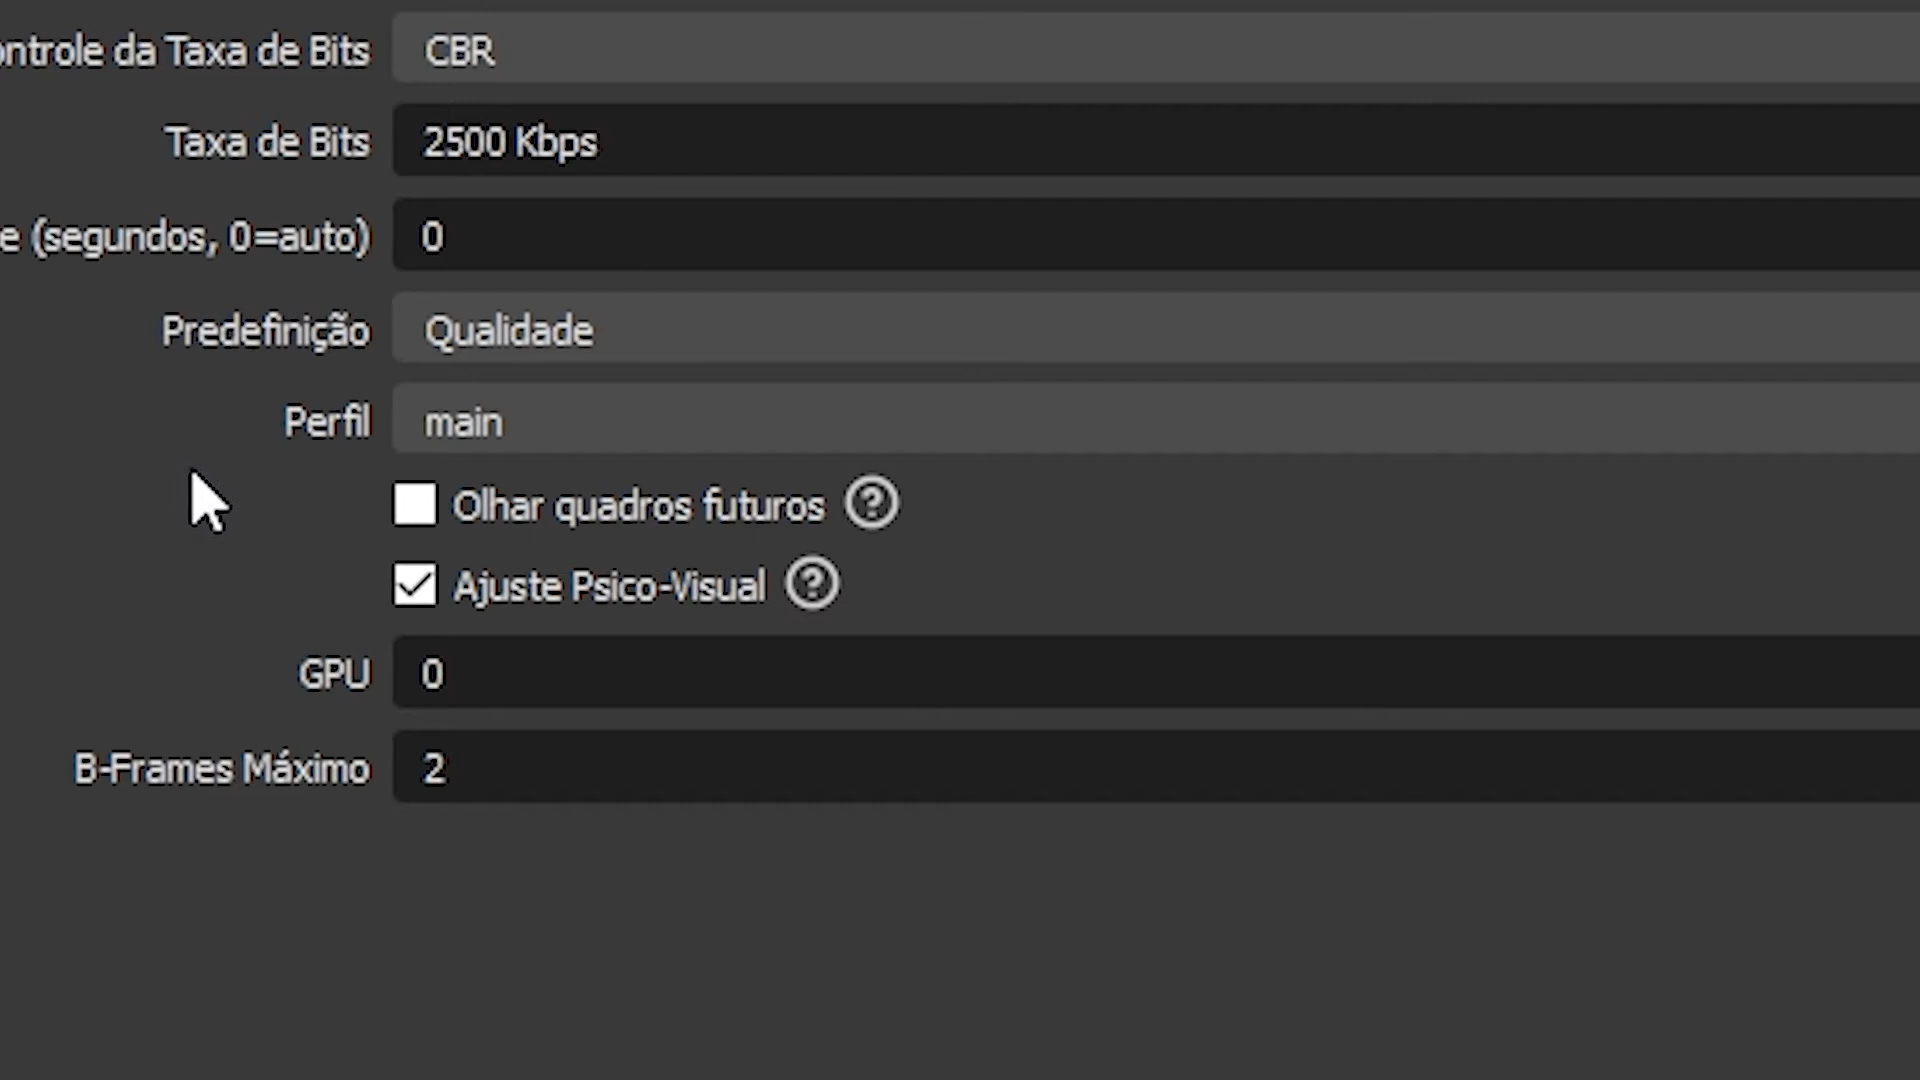 ontrole da Taxa de Bits CBR
Taxa de Bits 2500 Kbps
e (segundos, 0=auto) 0
Predefinição Qualidade
Perfil main
Olhar quadros futuros ?
Ajuste Psico-Visual ?
GPU 0
B-Frames Máximo 2